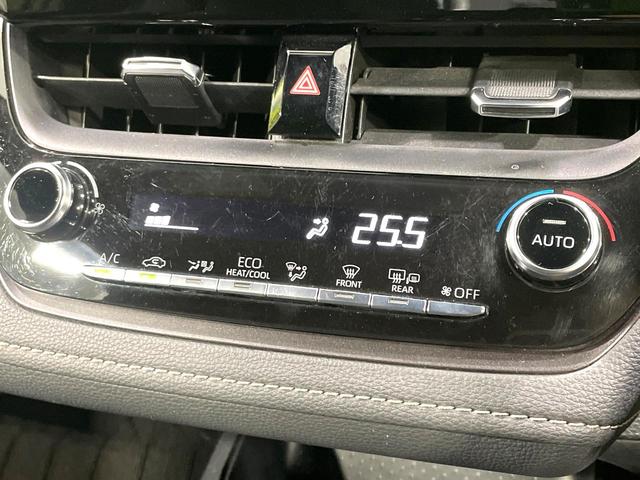 25.5
AUTO
A/C
ECO
HEAT/COOL
FRONT
REAR
OFF